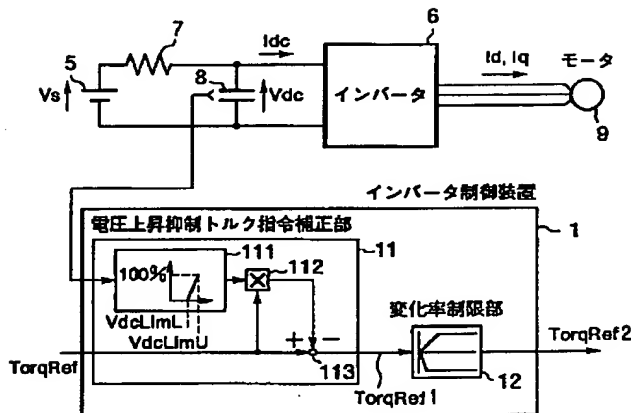 7
6
Idc
5
8
Vs
Vdc
インバータ
Id, Iq
モータ
9
インバータ制御装置
電圧上昇抑制トルク指令補正部
11
1
111
100%
112
VdcLimL
VdcLimU
変化率制限部
TorqRef
+
−
113
TorqRef1
12
TorqRef2